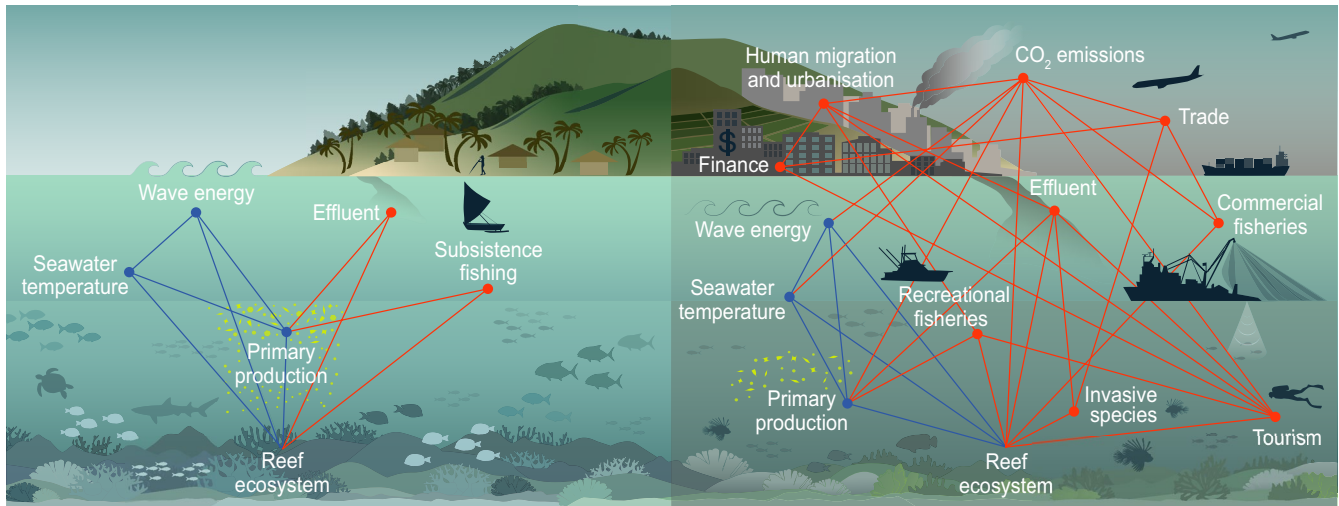 Wave energy
Effluent
Seawater
temperature
Subsistence
fishing
Primary
production
Reef
ecosystem
Human migration
and urbanisation
CO₂ emissions
Trade
$
Finance
Effluent
Commercial
fisheries
Wave energy
Seawater
temperature
Recreational
fisheries
Primary
production
Invasive
species
Tourism
Reef
ecosystem